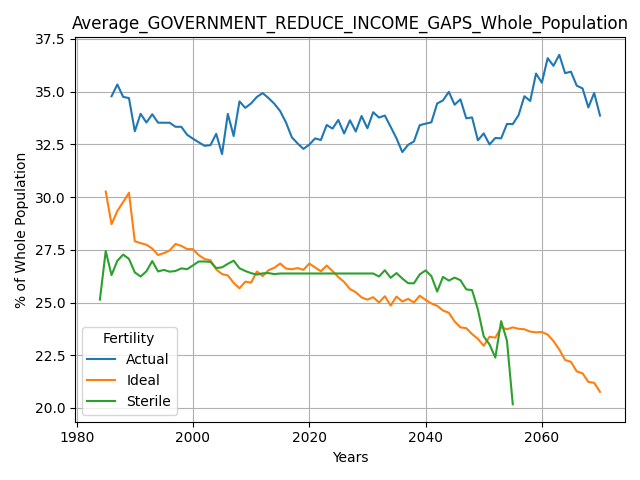 Average_GOVERNMENT_REDUCE_INCOME_GAPS_Whole_Population
37.5
35.0
32.5
30.0
27.5
25.0
22.5
20.0
% of Whole Population
Fertility
Actual
Ideal
Sterile
1980 2000 2020 2040 2060
Years